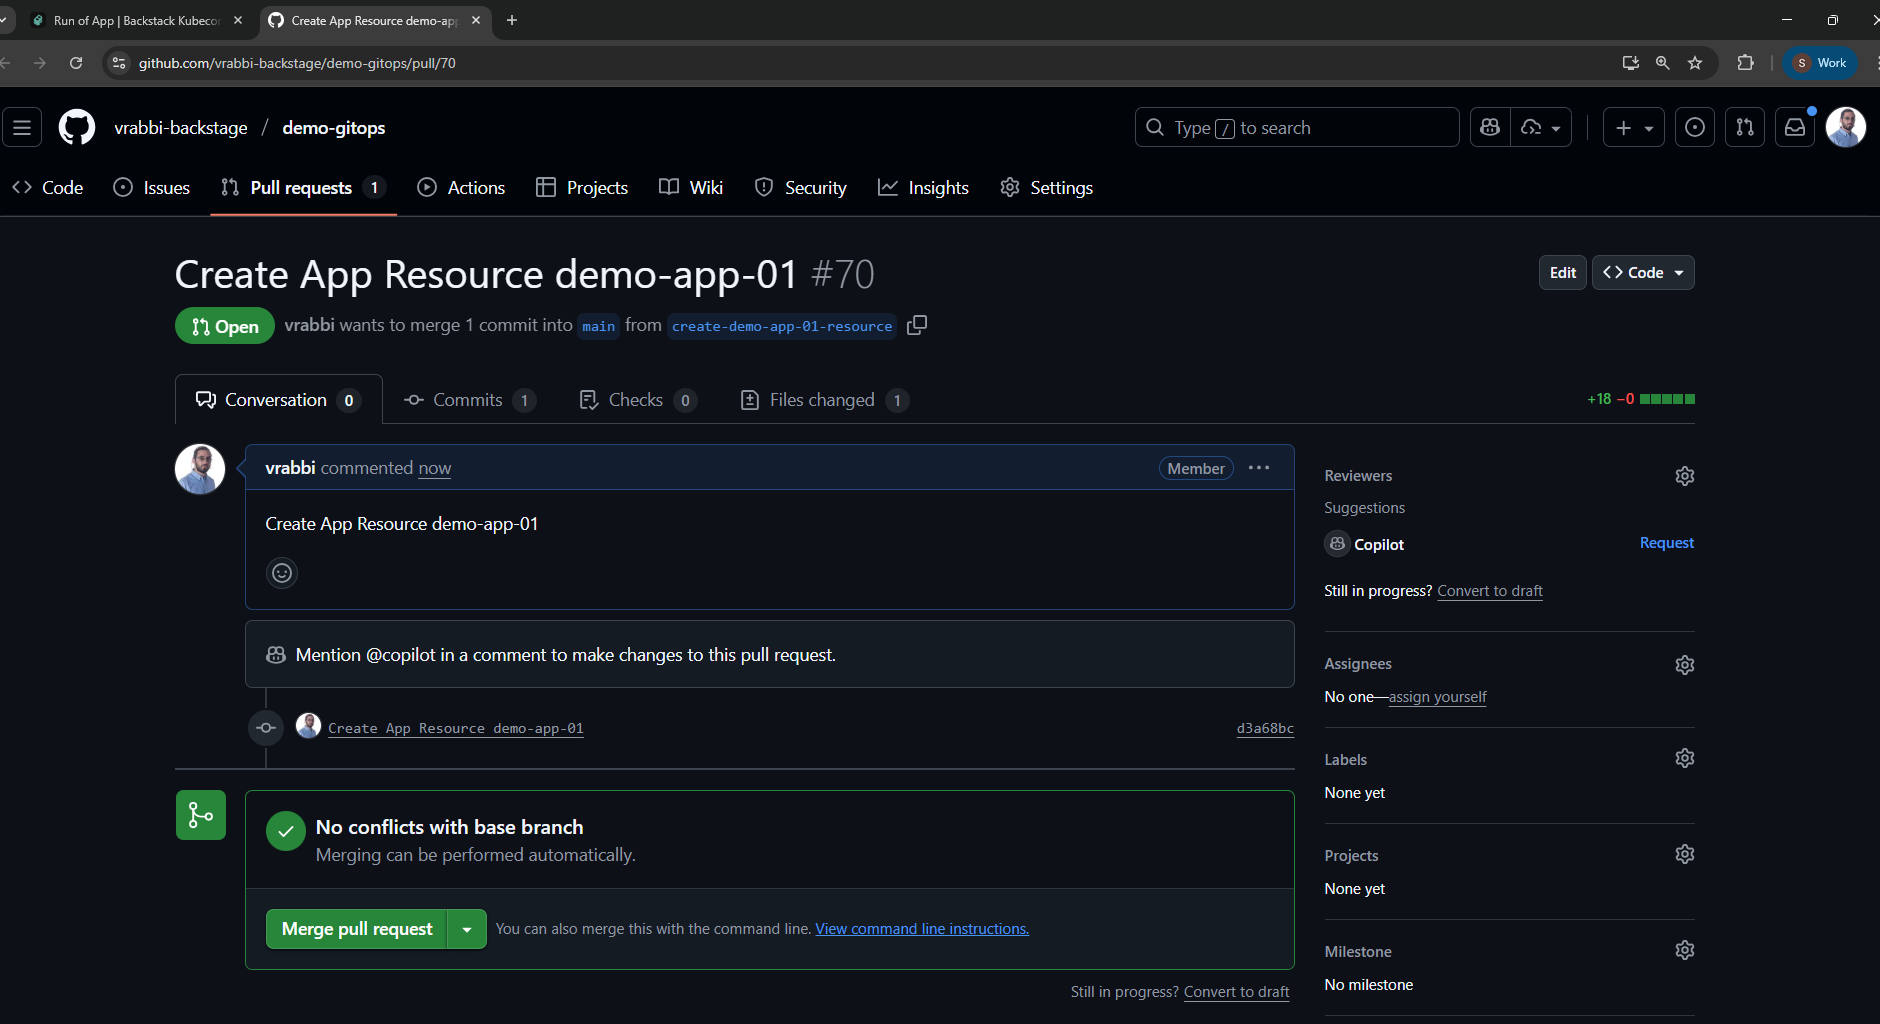 Run of App | Backstack Kubecon
Create App Resource demo-app
github.com/vrabbi-backstage/demo-gitops/pull/70
S Work
vrabbi-backstage / demo-gitops
Type / to search
Code
Issues
Pull requests 1
Actions
Projects
Wiki
Security
Insights
Settings
Create App Resource demo-app-01 #70
Edit
Code
Open
vrabbi wants to merge 1 commit into main from create-demo-app-01-resource
Conversation 0
Commits 1
Checks 0
Files changed 1
+18 −0
vrabbi commented now
Member
Create App Resource demo-app-01
Mention @copilot in a comment to make changes to this pull request.
Create App Resource demo-app-01
d3a68bc
No conflicts with base branch
Merging can be performed automatically.
Merge pull request
You can also merge this with the command line. View command line instructions.
Still in progress? Convert to draft
Reviewers
Suggestions
Copilot
Request
Still in progress? Convert to draft
Assignees
No one—assign yourself
Labels
None yet
Projects
None yet
Milestone
No milestone